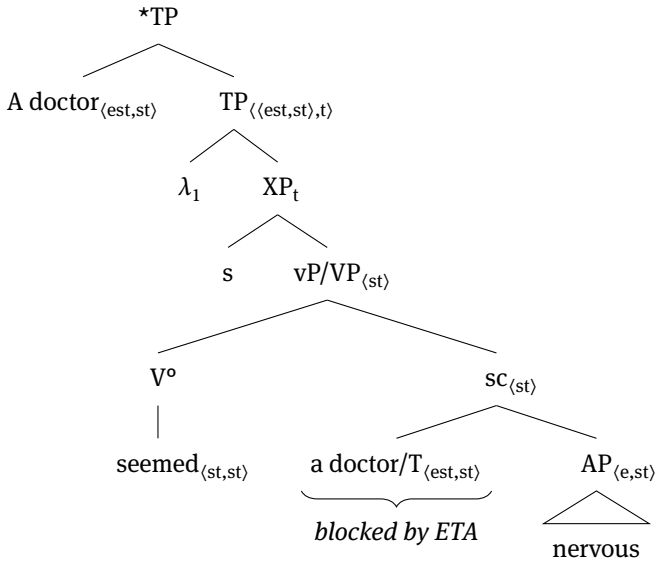 *TP
A doctor⟨est,st⟩ TP⟨⟨est,st⟩,t⟩
λ₁ XPₜ
s vP/VP⟨st⟩
V° sc⟨st⟩
seemed⟨st,st⟩ a doctor/T⟨est,st⟩ AP⟨e,st⟩
blocked by ETA
nervous